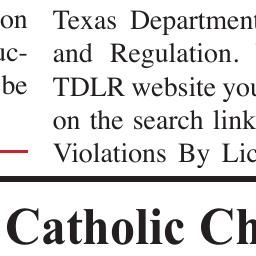 on
uc-
be
Texas Department
and Regulation.
TDLR website you
on the search link
Violations By Lic
Catholic Ch